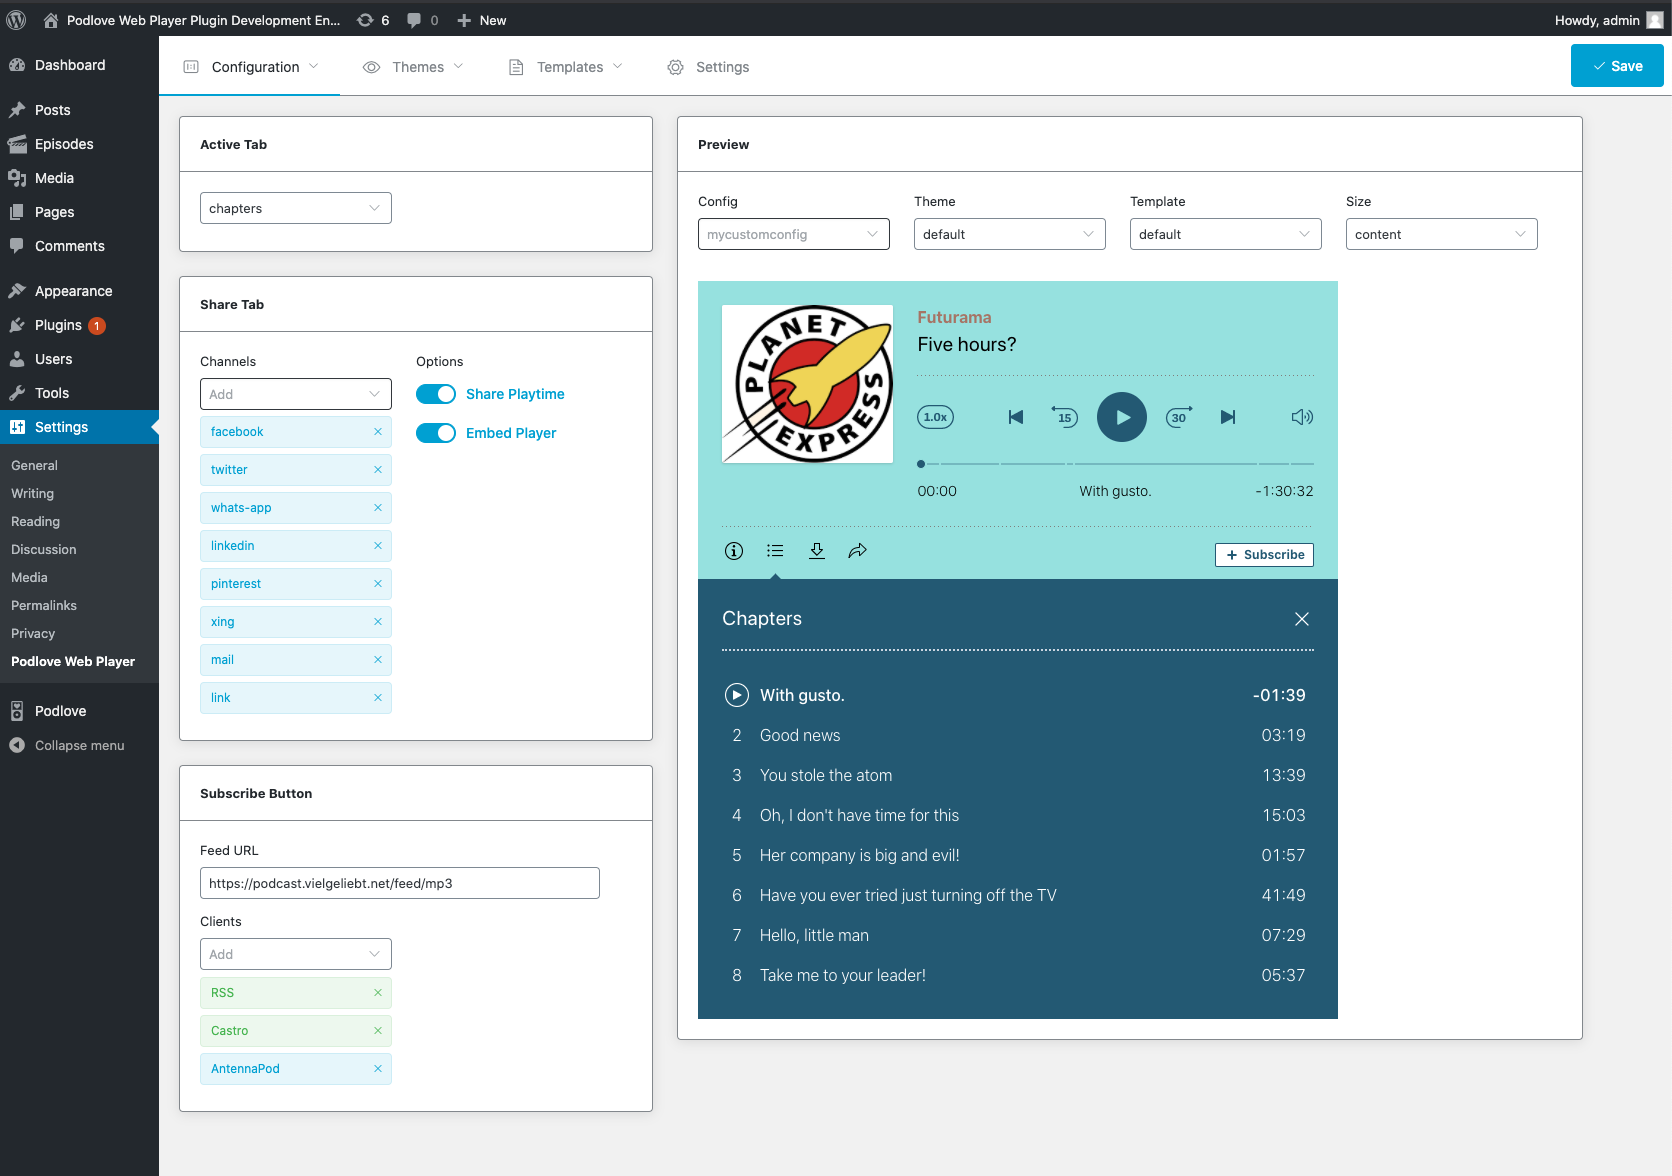 Podlove Web Player Plugin Development En... 6 0 New Howdy, admin
Dashboard
Posts
Episodes
Media
Pages
Comments
Appearance
Plugins 1
Users
Tools
Settings
General
Writing
Reading
Discussion
Media
Permalinks
Privacy
Podlove Web Player
Podlove
Collapse menu
Configuration Themes Templates Settings Save
Active Tab
chapters
Share Tab
Channels Options
Add
Share Playtime
Embed Player
facebook
twitter
whats-app
linkedin
pinterest
xing
mail
link
Subscribe Button
Feed URL
https://podcast.vielgeliebt.net/feed/mp3
Clients
Add
RSS
Castro
AntennaPod
Preview
Config Theme Template Size
mycustomconfig default default content
PLANET
EXPRESS
Futurama
Five hours?
1.0x 15 30
00:00 With gusto. -1:30:32
+ Subscribe
Chapters
With gusto. -01:39
2 Good news 03:19
3 You stole the atom 13:39
4 Oh, I don't have time for this 15:03
5 Her company is big and evil! 01:57
6 Have you ever tried just turning off the TV 41:49
7 Hello, little man 07:29
8 Take me to your leader! 05:37